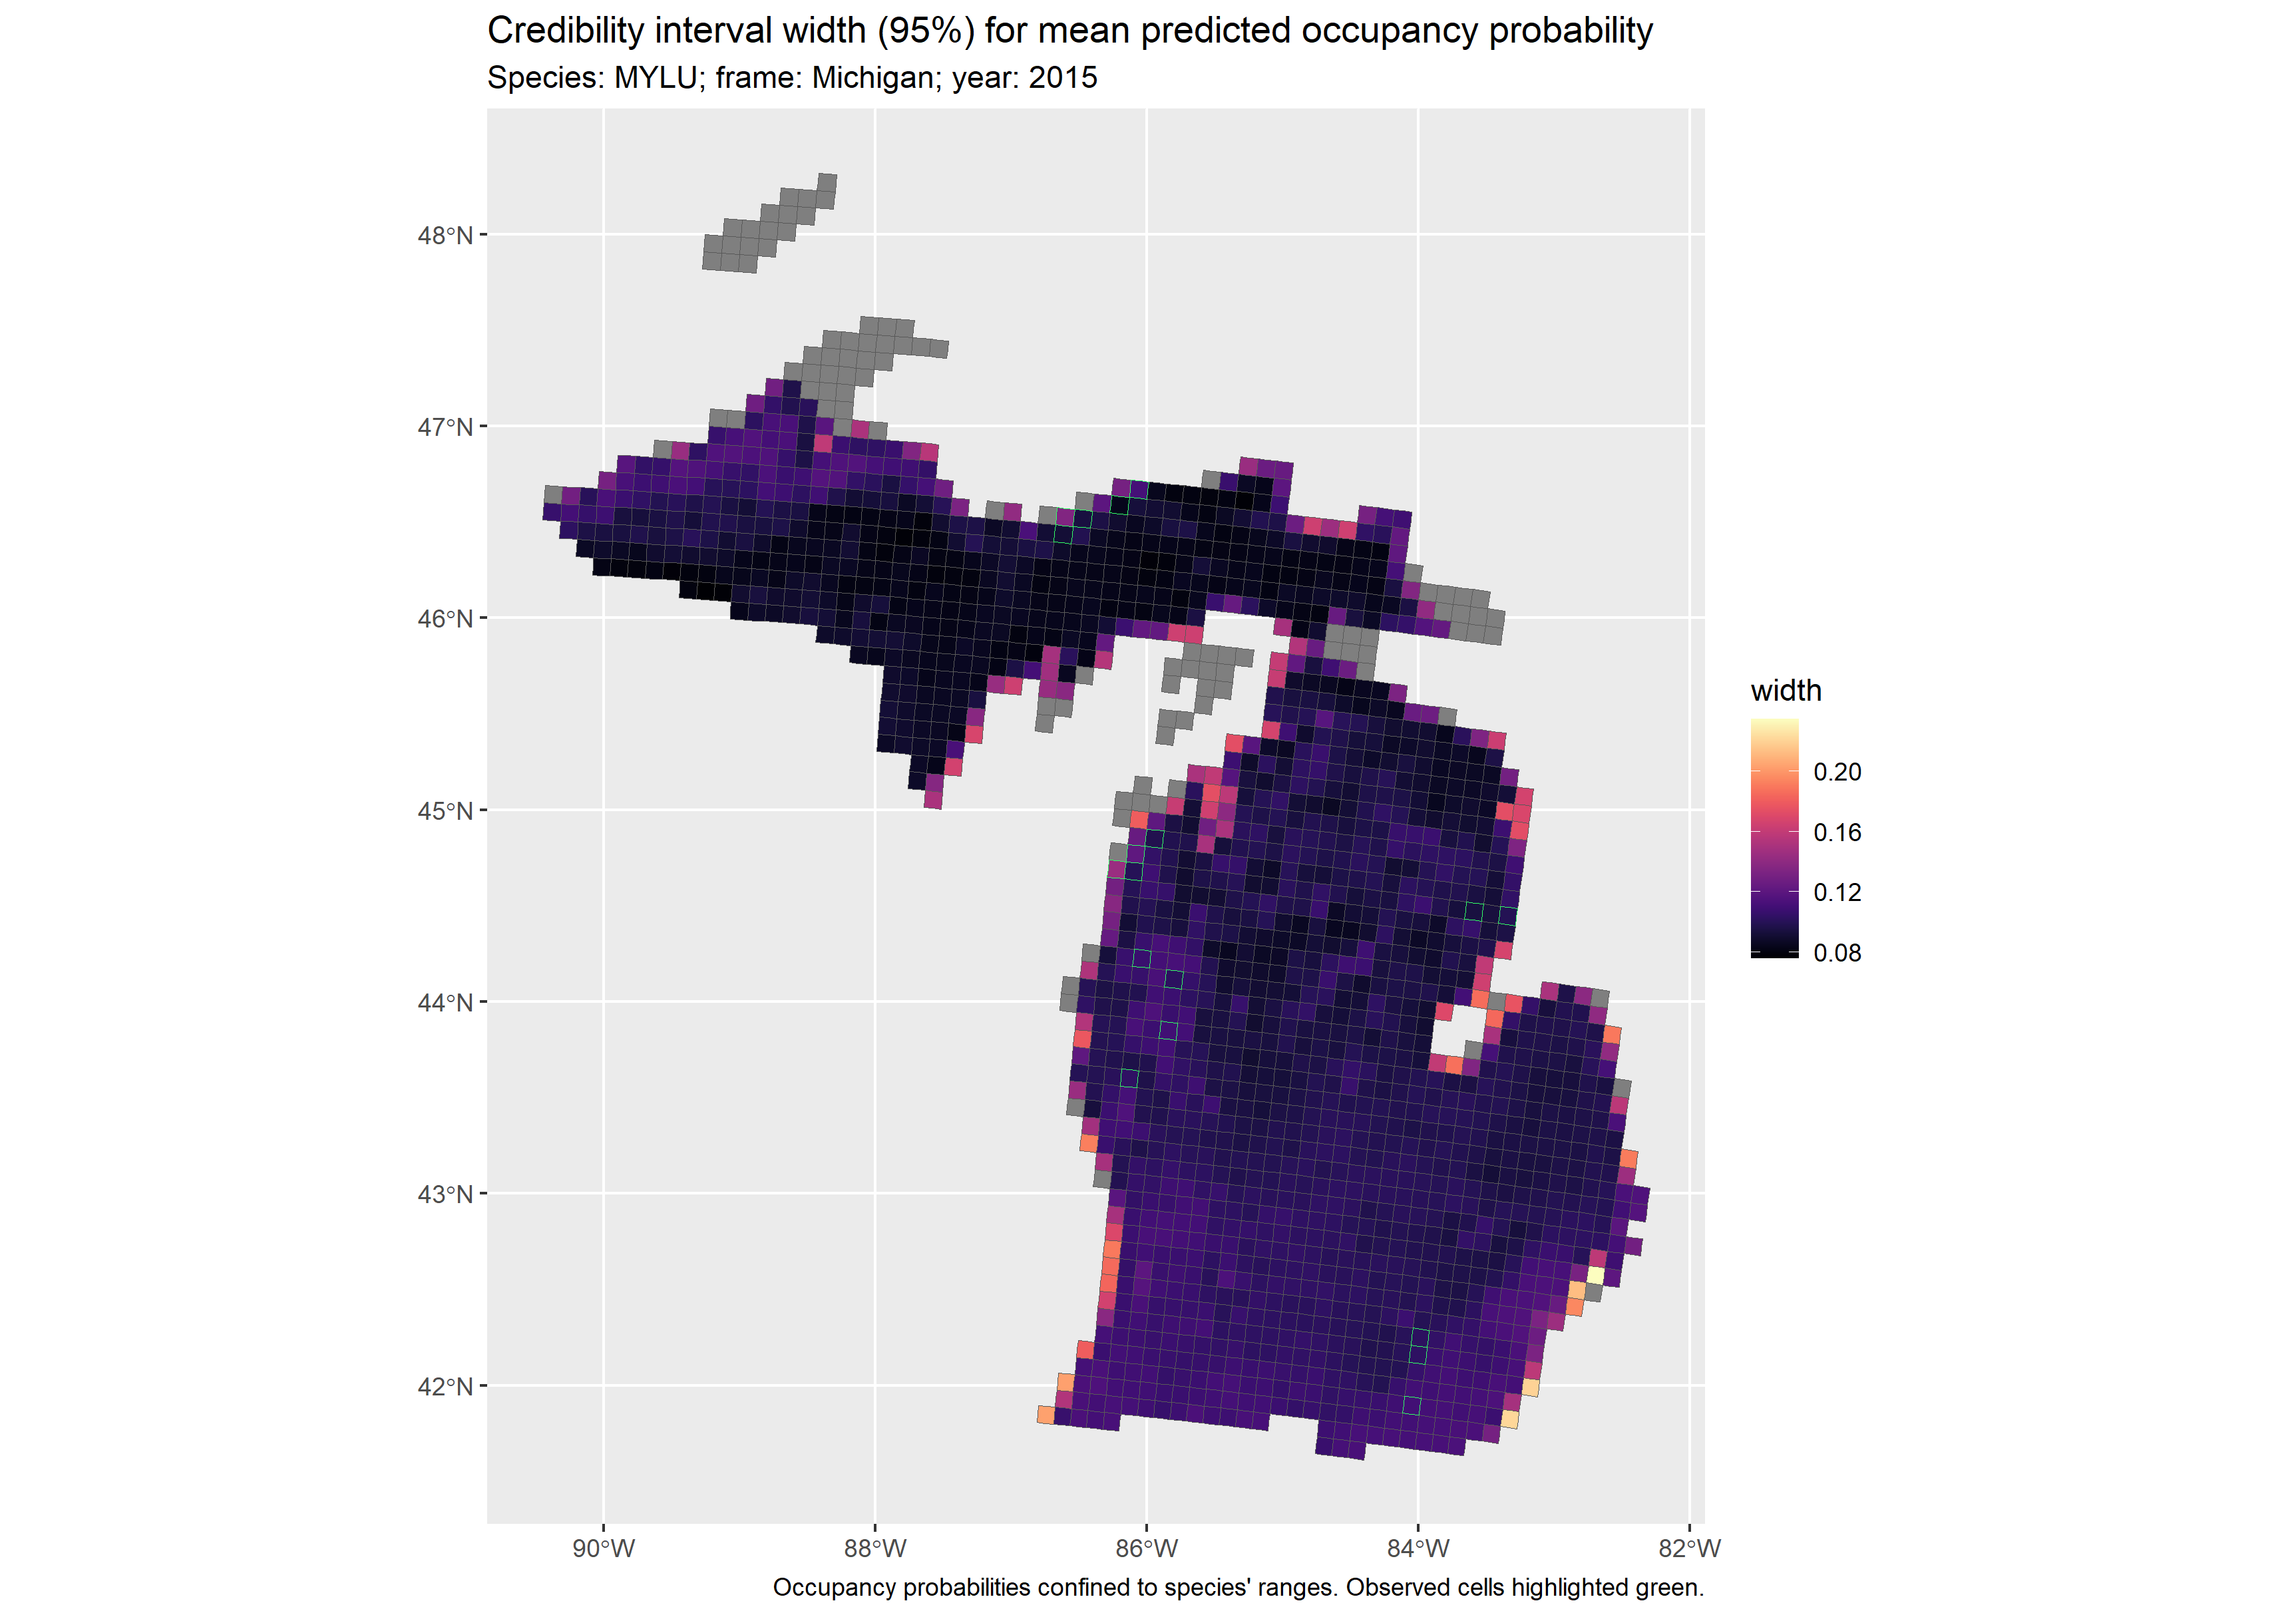 Credibility interval width (95%) for mean predicted occupancy probability
Species: MYLU; frame: Michigan; year: 2015
48°N
47°N
46°N
45°N
44°N
43°N
42°N
90°W
88°W
86°W
84°W
82°W
width
0.20
0.16
0.12
0.08
Occupancy probabilities confined to species' ranges. Observed cells highlighted green.